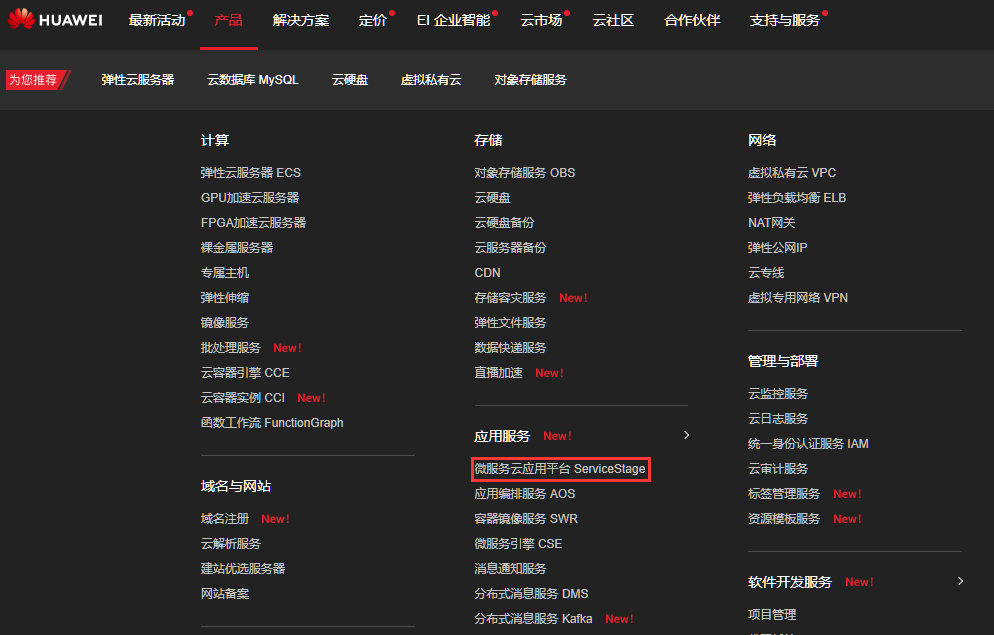 HUAWEI 最新活动 产品 解决方案 定价 EI 企业智能 云市场 云社区 合作伙伴 支持与服务
为您推荐 弹性云服务器 云数据库 MySQL 云硬盘 虚拟私有云 对象存储服务
计算
弹性云服务器 ECS
GPU加速云服务器
FPGA加速云服务器
裸金属服务器
专属主机
弹性伸缩
镜像服务
批处理服务 New!
云容器引擎 CCE
云容器实例 CCI New!
函数工作流 FunctionGraph
域名与网站
域名注册 New!
云解析服务
建站优选服务器
网站备案
存储
对象存储服务 OBS
云硬盘
云硬盘备份
云服务器备份
CDN
存储容灾服务 New!
弹性文件服务
数据快递服务
直播加速 New!
应用服务 New!
微服务云应用平台 ServiceStage
应用编排服务 AOS
容器镜像服务 SWR
微服务引擎 CSE
消息通知服务
分布式消息服务 DMS
分布式消息服务 Kafka New!
网络
虚拟私有云 VPC
弹性负载均衡 ELB
NAT网关
弹性公网IP
云专线
虚拟专用网络 VPN
管理与部署
云监控服务
云日志服务
统一身份认证服务 IAM
云审计服务
标签管理服务 New!
资源模板服务 New!
软件开发服务 New!
项目管理